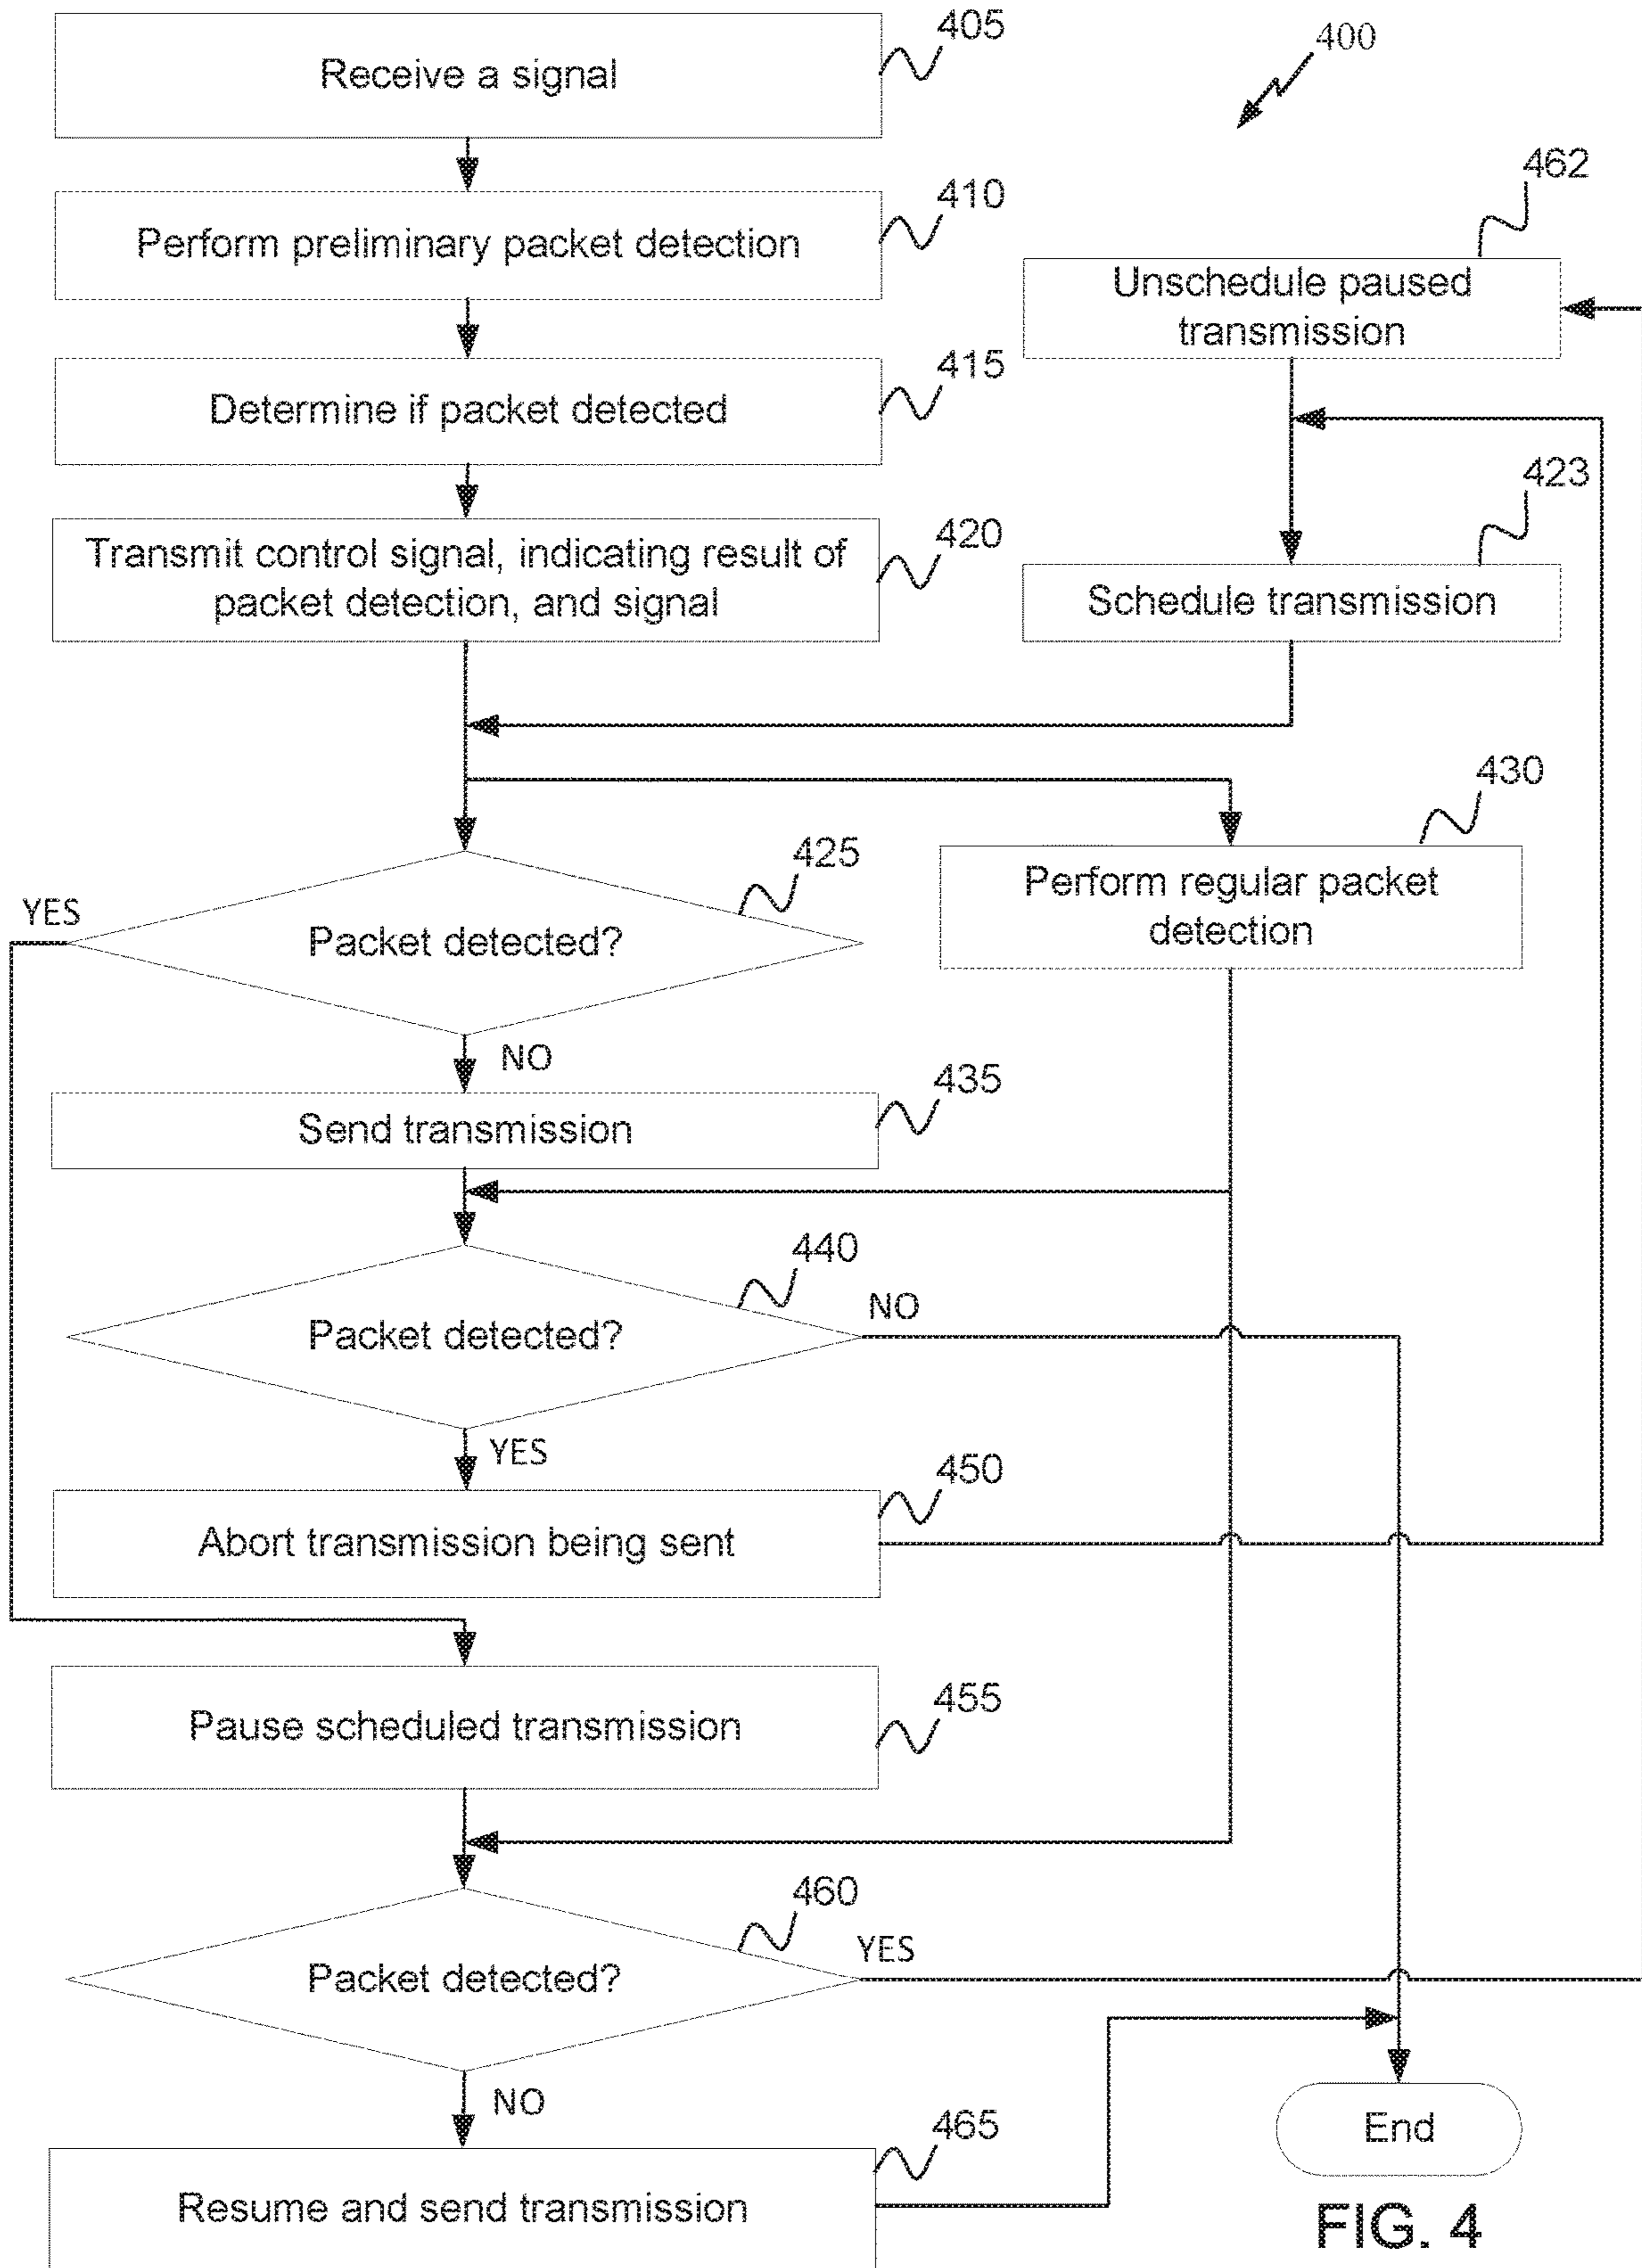 405
Receive a signal
400
410
Perform preliminary packet detection
462
Unschedule paused
transmission
415
Determine if packet detected
423
Schedule transmission
420
Transmit control signal, indicating result of
packet detection, and signal
430
Perform regular packet
detection
425
YES
Packet detected?
NO
435
Send transmission
440
NO
Packet detected?
YES
450
Abort transmission being sent
455
Pause scheduled transmission
460
YES
Packet detected?
NO
465
Resume and send transmission
End
FIG. 4